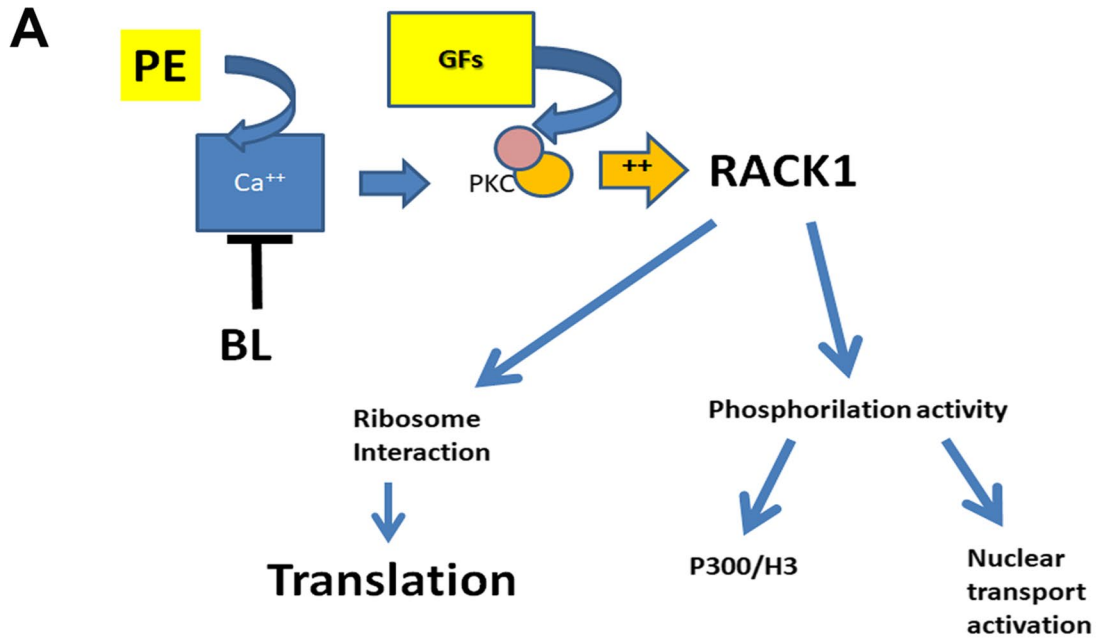 A
PE
GFs
Ca++
PKC
++
RACK1
BL
Ribosome
Interaction
Phosphorilation activity
Translation
P300/H3
Nuclear
transport
activation